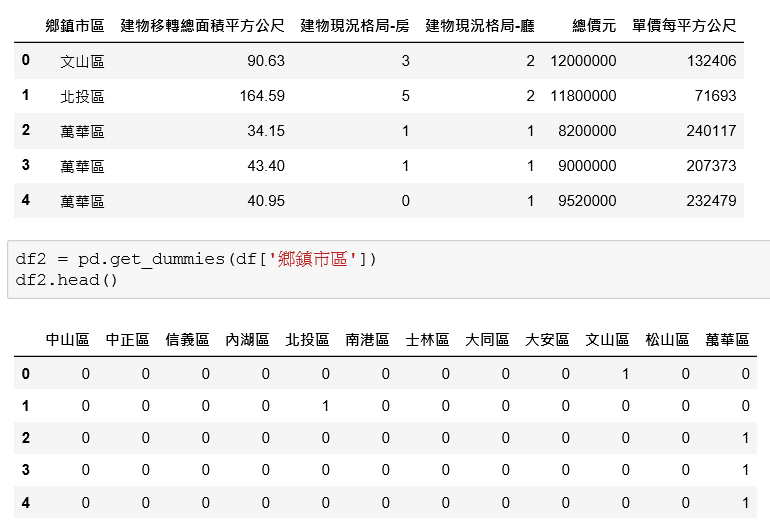 鄉鎮市區 建物移轉總面積平方公尺 建物現況格局-房 建物現況格局-廳 總價元 單價每平方公尺
0 文山區 90.63 3 2 12000000 132406
1 北投區 164.59 5 2 11800000 71693
2 萬華區 34.15 1 1 8200000 240117
3 萬華區 43.40 1 1 9000000 207373
4 萬華區 40.95 0 1 9520000 232479
df2 = pd.get_dummies(df['鄉鎮市區'])
df2.head()
中山區 中正區 信義區 內湖區 北投區 南港區 士林區 大同區 大安區 文山區 松山區 萬華區
0 0 0 0 0 0 0 0 0 0 1 0 0
1 0 0 0 0 1 0 0 0 0 0 0 0
2 0 0 0 0 0 0 0 0 0 0 0 1
3 0 0 0 0 0 0 0 0 0 0 0 1
4 0 0 0 0 0 0 0 0 0 0 0 1